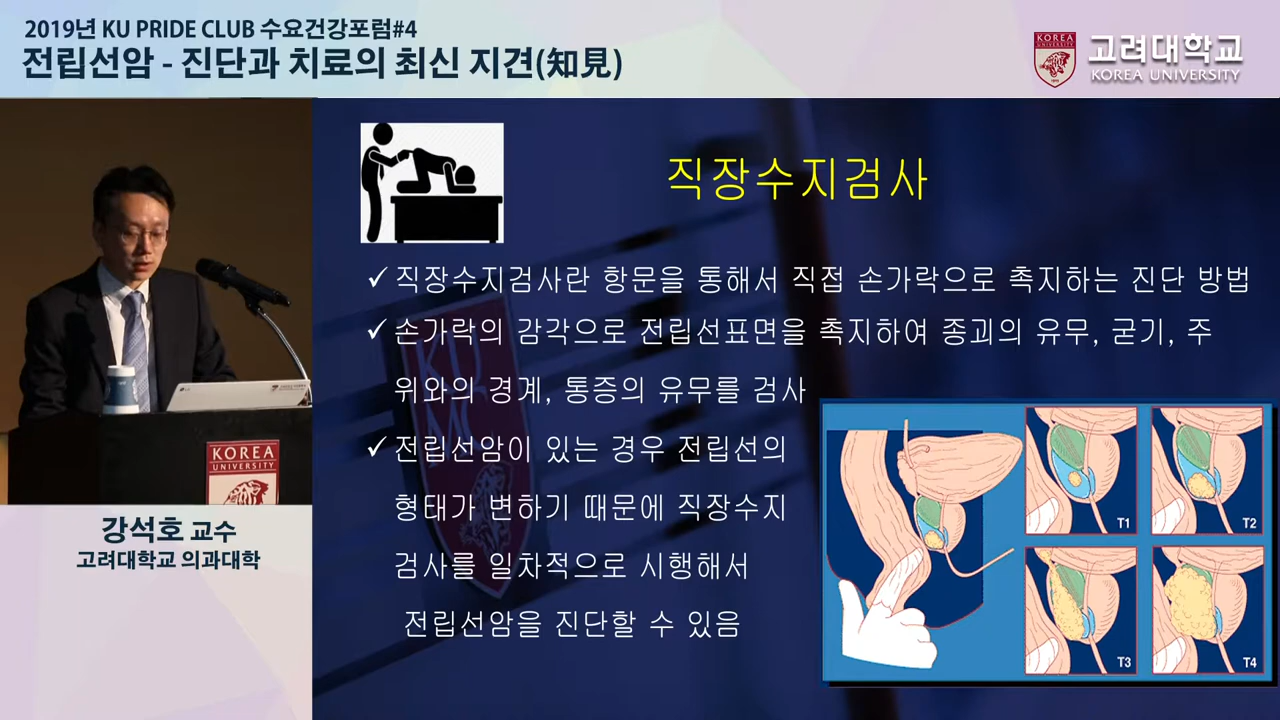 2019년 KU PRIDE CLUB 수요건강포럼#4
전립선암 - 진단과 치료의 최신 지견(知見)
KOREA
고려대학교
KOREA UNIVERSITY
직장수지검사
✓ 직장수지검사란 항문을 통해서 직접 손가락으로 촉지하는 진단 방법
✓ 손가락의 감각으로 전립선표면을 촉지하여 종괴의 유무, 굳기, 주
위와의 경계, 통증의 유무를 검사
✓ 전립선암이 있는 경우 전립선의
형태가 변하기 때문에 직장수지
검사를 일차적으로 시행해서
전립선암을 진단할 수 있음
T1
T2
T3
T4
KOREA
UNIVERSITY
강석호 교수
고려대학교 의과대학